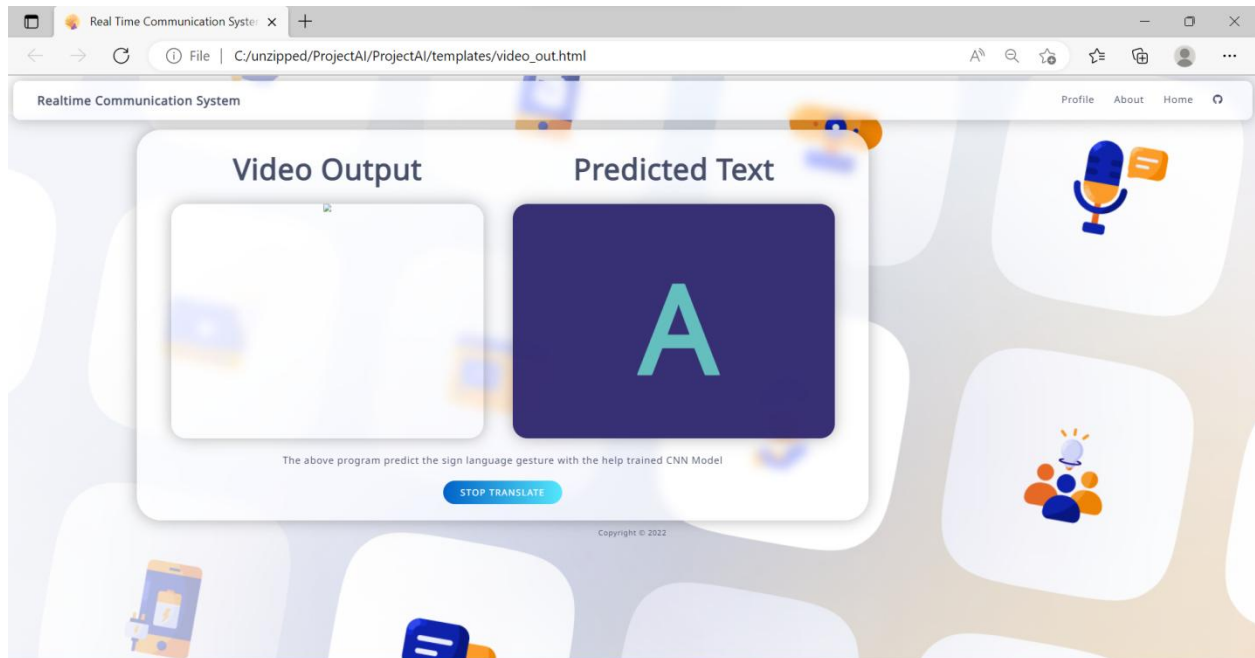 Real Time Communication Syste
File | C:/unzipped/ProjectAI/ProjectAI/templates/video_out.html
Realtime Communication System
Profile About Home
Video Output
Predicted Text
A
The above program predict the sign language gesture with the help trained CNN Model
STOP TRANSLATE
Copyright © 2022